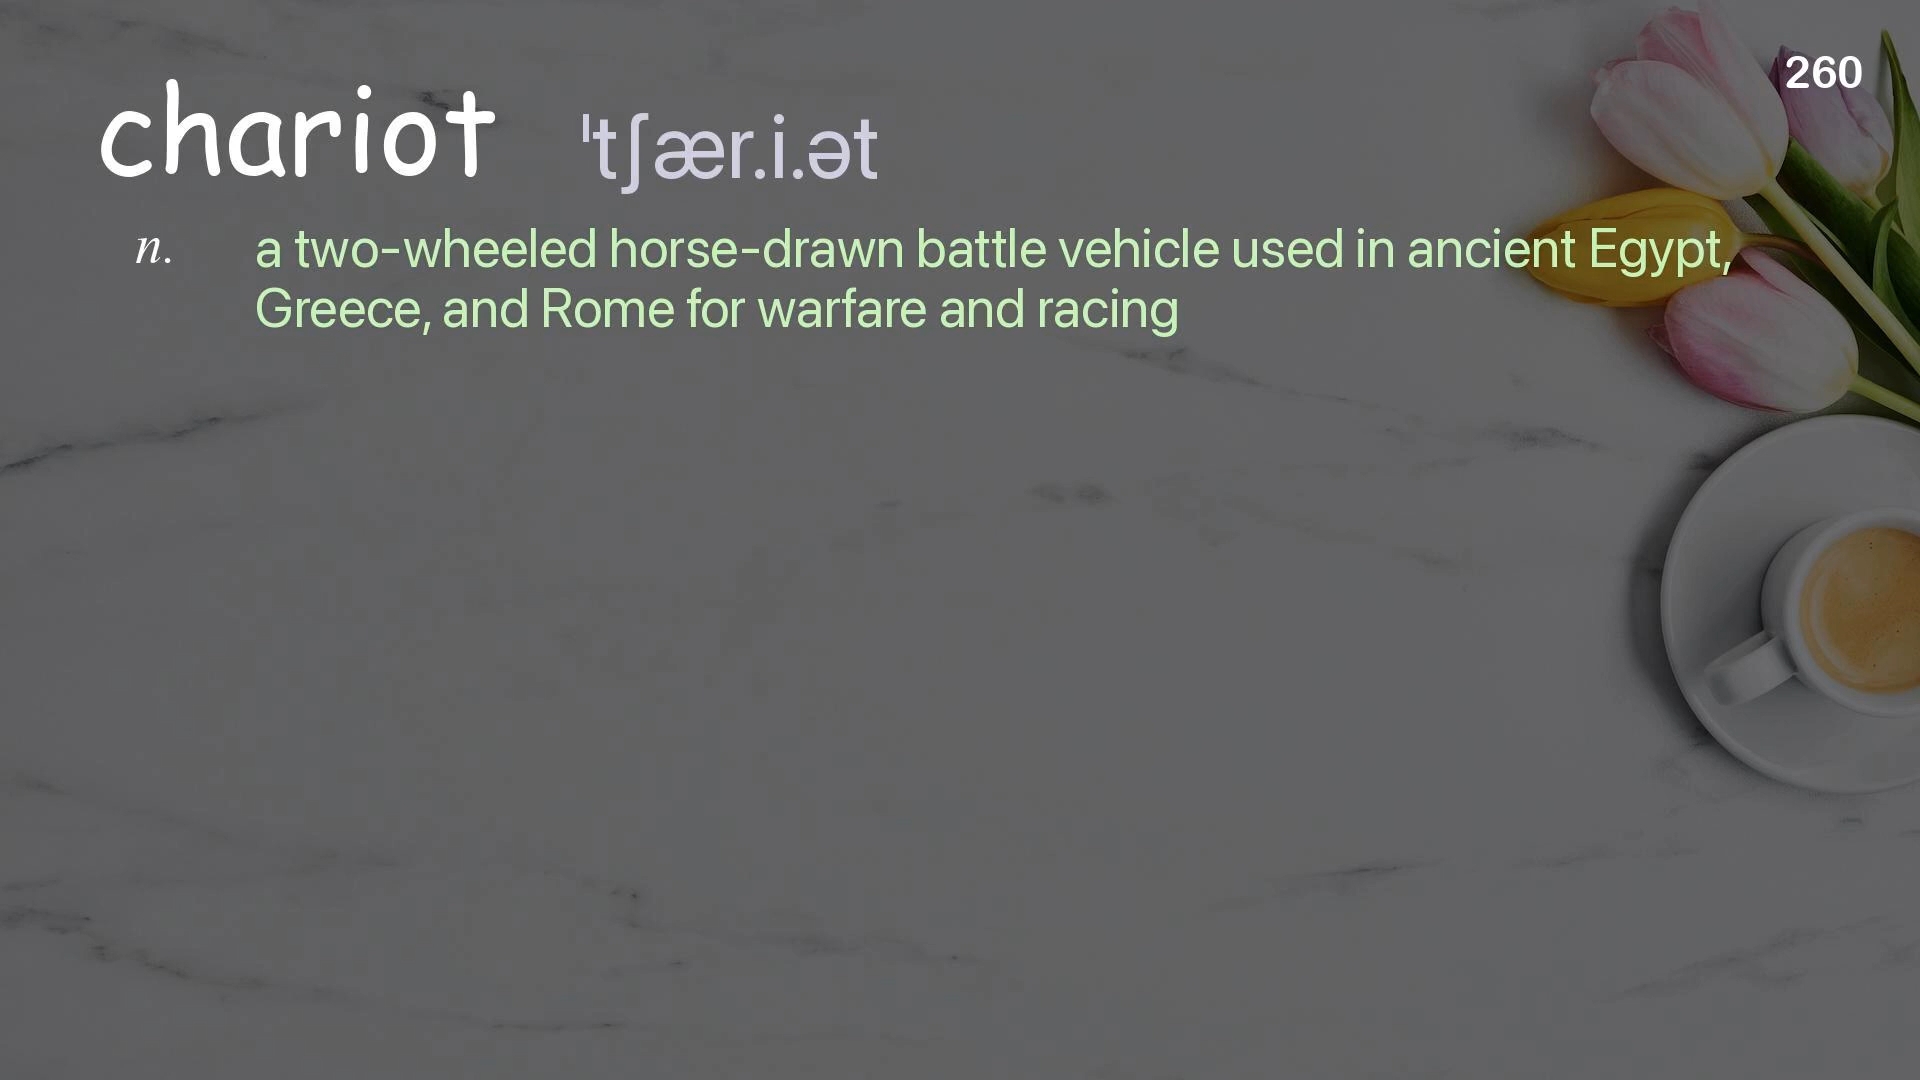 260
chariot ˈtʃær.i.ət
n. a two-wheeled horse-drawn battle vehicle used in ancient Egypt,
Greece, and Rome for warfare and racing